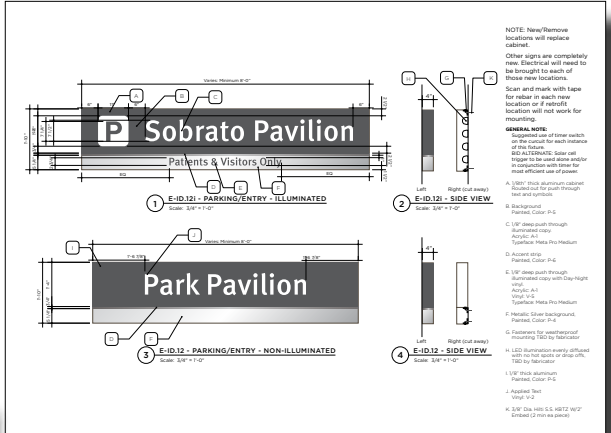 NOTE: New/Remove
locations will replace
cabinet.
Other signs are completely
new. Electrical will need to
be brought to each of
those new locations.
Scan and mark with tape
for rebar in each new
location or if retrofit
location will not work for
mounting.
GENERAL NOTE:
Suggested use of timer switch
on the curcuit for each instance
of this fixture.
BID ALTERNATE: Solar cell
trigger to be used alone and/or
in conjunction with timer for
most efficient use of power.
A. 1/8th" thick aluminum cabinet
Routed out for push through
text and symbols
B. Background
Painted, Color: P-5
C. 1/8" deep push through
illuminated copy.
Acrylic: A-1
Typeface: Meta Pro Medium
D. Accent strip
Painted, Color: P-6
E. 1/8" deep push through
illuminated copy with Day-Night
vinyl.
Acrylic: A-1
Vinyl: V-5
Typeface: Meta Pro Medium
F. Metallic Silver background,
Painted, Color: P-4
G. Fasteners for weatherproof
mounting TBD by fabricator
H. LED illumination evenly diffused
with no hot spots or drop offs,
TBD by fabricator
I. 1/8" thick aluminum
Painted, Color: P-5
J. Applied Text
Vinyl: V-2
K. 3/8" Dia. Hilti S.S. KBTZ W/2"
Embed (2 min ea piece)
Varies: Minimum 8'-0"
A
B
C
6"
6"
P Sobrato Pavilion
Patients & Visitors Only
EQ
EQ
D
E
F
1 E-ID.12i - PARKING/ENTRY - ILLUMINATED
Scale: 3/4" = 1'-0"
H
G
K
4"
Left
Right (cut away)
2 E-ID.12i - SIDE VIEW
Scale: 3/4" = 1'-0"
I
J
Varies: Minimum 6'-0"
1'-6 7/8"
Park Pavilion
D
F
3 E-ID.12 - PARKING/ENTRY - NON-ILLUMINATED
Scale: 3/4" = 1'-0"
4"
Left
Right (cut away)
4 E-ID.12 - SIDE VIEW
Scale: 3/4" = 1'-0"